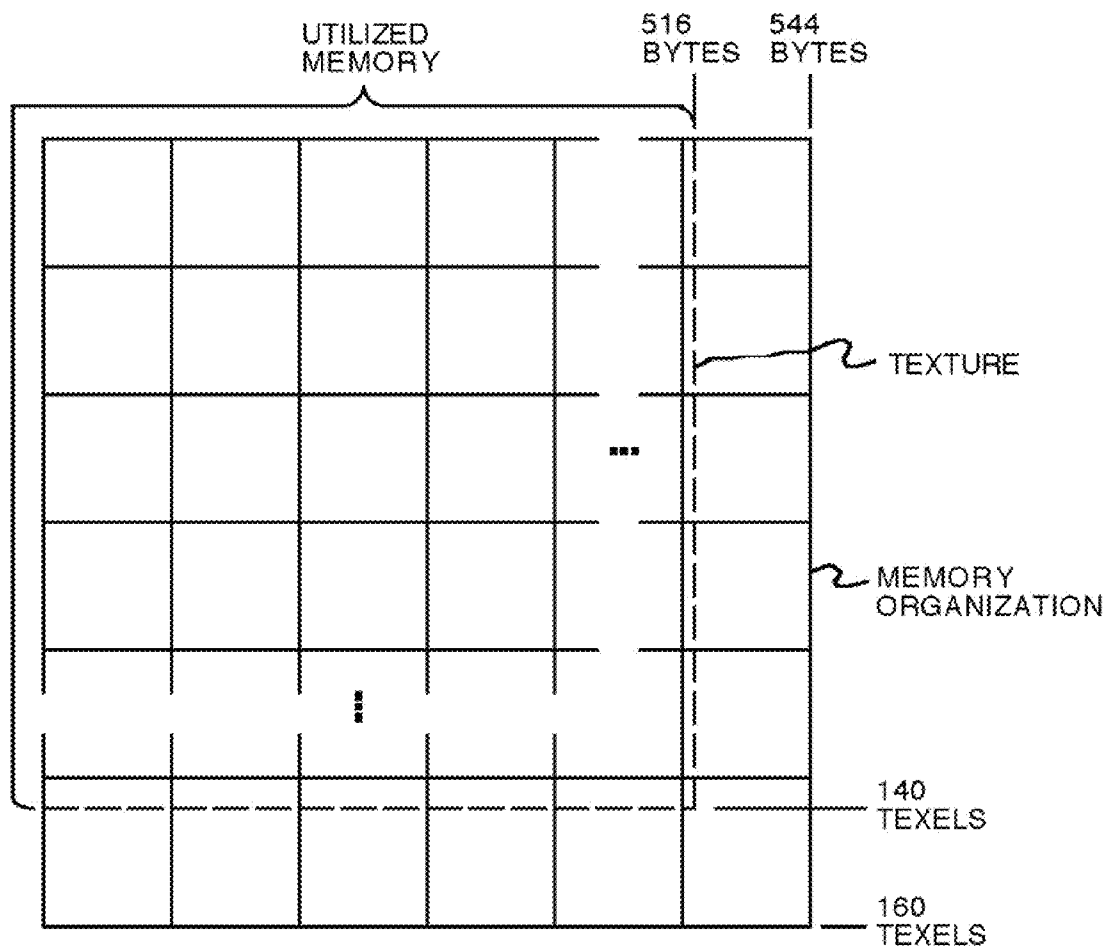 UTILIZED
MEMORY
516
BYTES
544
BYTES
TEXTURE
MEMORY
ORGANIZATION
140
TEXELS
160
TEXELS